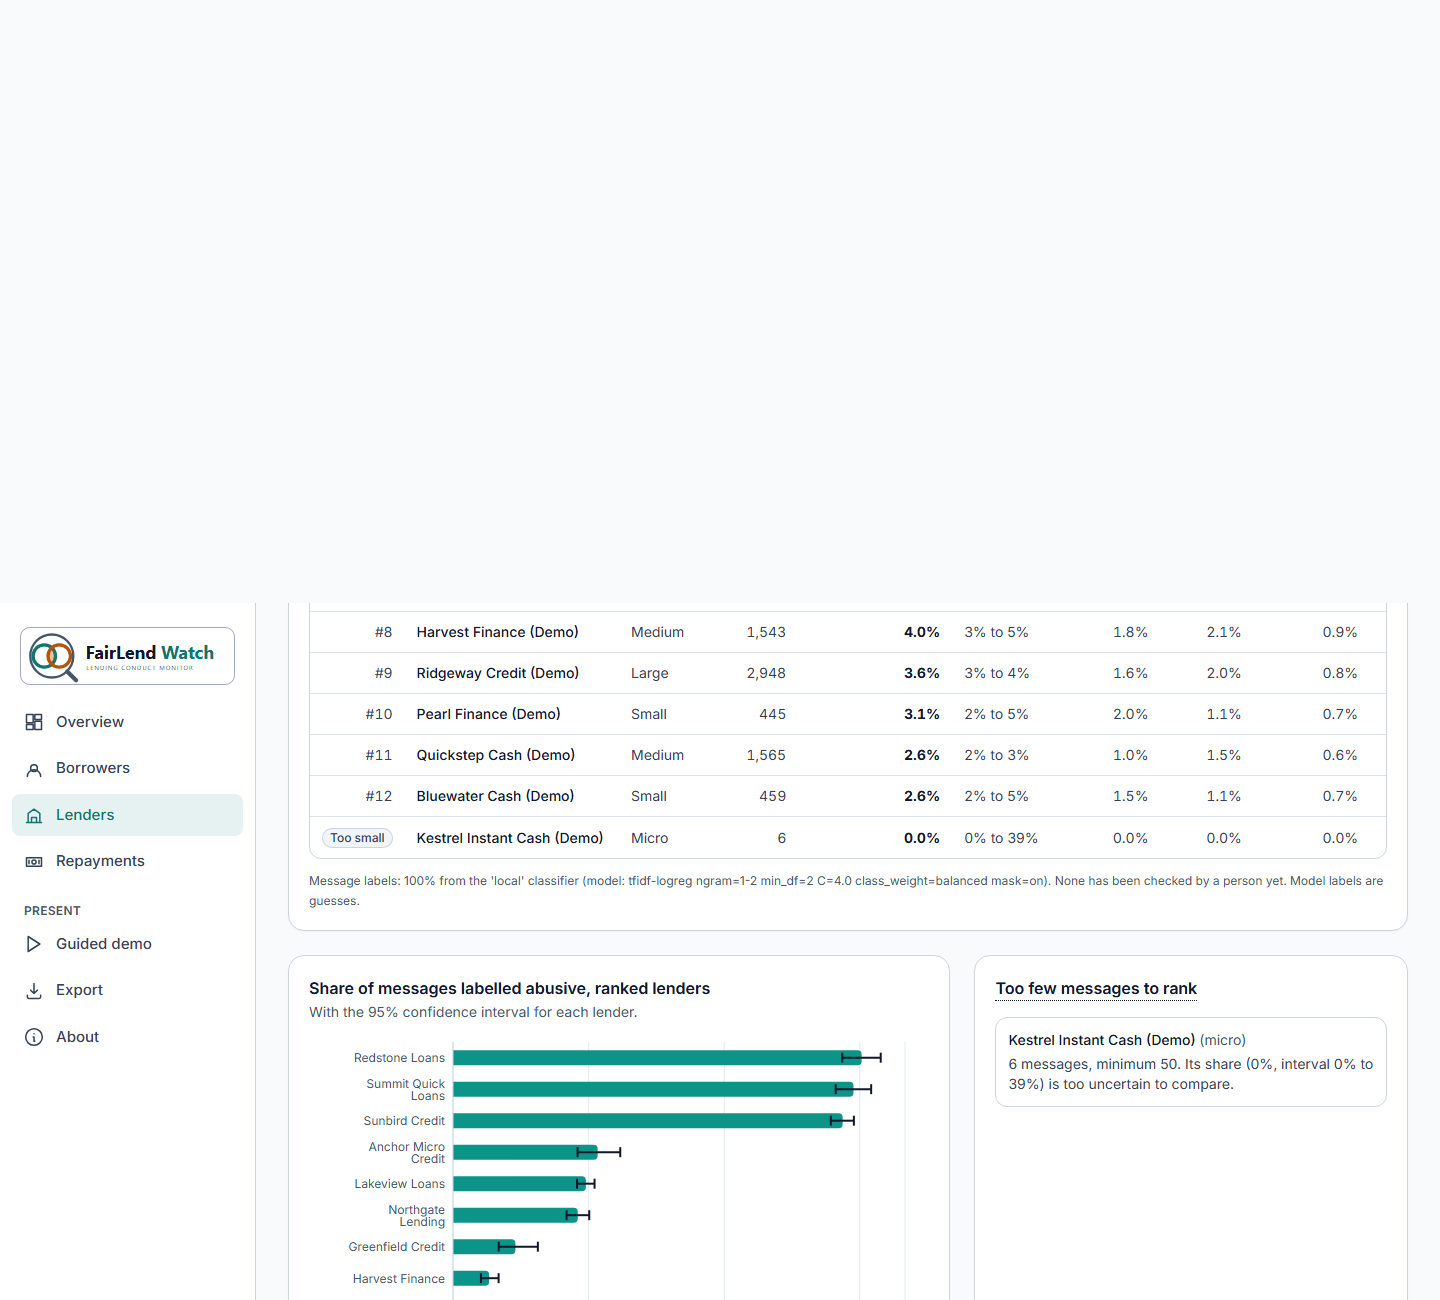 FairLend Watch
LENDING CONDUCT MONITOR
Overview
Borrowers
Lenders
Repayments
PRESENT
Guided demo
Export
About
#8 Harvest Finance (Demo) Medium 1,543 4.0% 3% to 5% 1.8% 2.1% 0.9%
#9 Ridgeway Credit (Demo) Large 2,948 3.6% 3% to 4% 1.6% 2.0% 0.8%
#10 Pearl Finance (Demo) Small 445 3.1% 2% to 5% 2.0% 1.1% 0.7%
#11 Quickstep Cash (Demo) Medium 1,565 2.6% 2% to 3% 1.0% 1.5% 0.6%
#12 Bluewater Cash (Demo) Small 459 2.6% 2% to 5% 1.5% 1.1% 0.7%
Too small Kestrel Instant Cash (Demo) Micro 6 0.0% 0% to 39% 0.0% 0.0% 0.0%
Message labels: 100% from the 'local' classifier (model: tfidf-logreg ngram=1-2 min_df=2 C=4.0 class_weight=balanced mask=on). None has been checked by a person yet. Model labels are
guesses.
Share of messages labelled abusive, ranked lenders
With the 95% confidence interval for each lender.
Redstone Loans
Summit Quick
Loans
Sunbird Credit
Anchor Micro
Credit
Lakeview Loans
Northgate
Lending
Greenfield Credit
Harvest Finance
Too few messages to rank
Kestrel Instant Cash (Demo) (micro)
6 messages, minimum 50. Its share (0%, interval 0% to
39%) is too uncertain to compare.